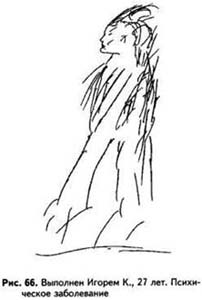 Рис. 66. Выполнен Игорем К., 27 лет. Психи-
ческое заболевание